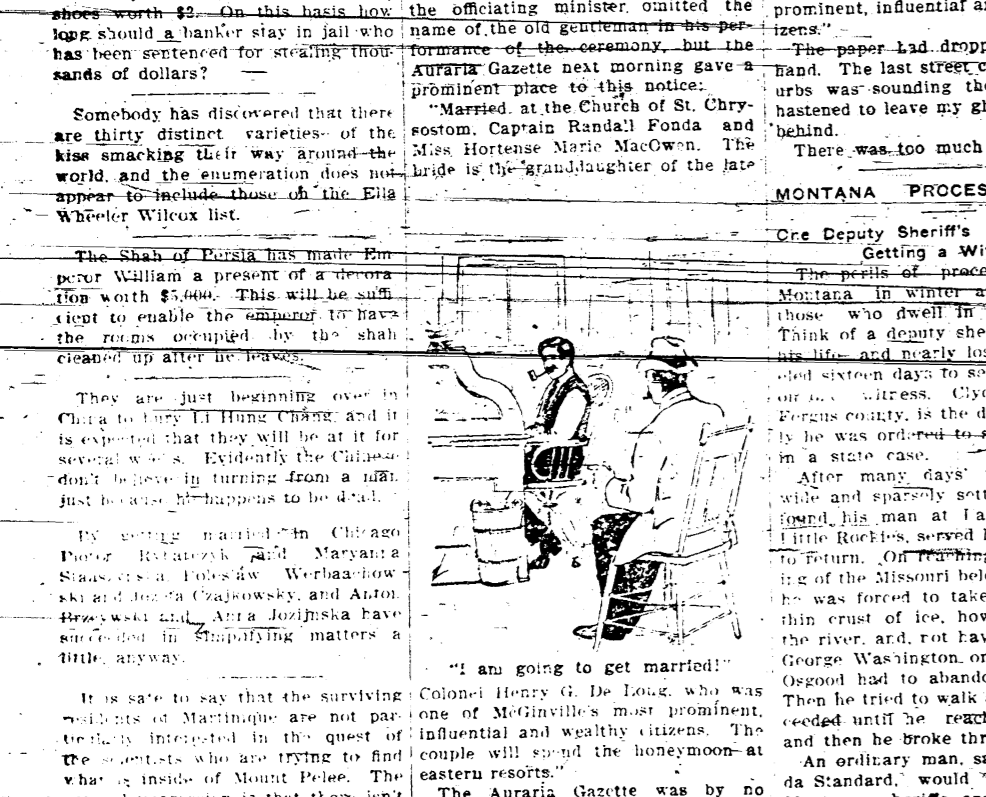 shoes worth $2. On this basis how
long should a banker stay in jail who
has been sentenced for stealing thou-
sands of dollars?
Somebody has discovered that there
are thirty distinct varieties of the
kiss smacking their way around the
world, and the enumeration does not
appear to include those on the Ella
Wheeler Wilcox list.
The Shah of Persia has made Em
peror William a present of a decora
tion worth $5,000. This will be suffi
cient to enable the emperor to have
the rooms occupied by the shah
cleaned up after he leaves.
They are just beginning over in
China to bury Li Hung Chang, and it
is expected that they will be at it for
several weeks. Evidently the Chinese
don't believe in turning from a man
just because he happens to be dead.
By getting married in Chicago
and Maryanna
Werbachow
ski and Czajkowsky, and Anton
Brzywski and Anna Jozijnska have
succeeded in simplifying matters a
little, anyway.
It is safe to say that the surviving
residents of Martinique are not par-
ticularly interested in the quest of
the scientists who are trying to find
what is inside of Mount Pelee. The
is that there isn't
the officiating minister, omitted the
name of the old gentleman in his per-
formance of the ceremony, but the
Auraria Gazette next morning gave a
prominent place to this notice:
"Married, at the Church of St. Chry-
sostom, Captain Randall Fonda and
Miss Hortense Marie MacOwen. The
bride is the granddaughter of the late
"I am going to get married!"
Colonel Henry G. De Long, who was
one of McGinville's most prominent,
influential and wealthy citizens. The
couple will spend the honeymoon at
eastern resorts."
The Auraria Gazette was by no
prominent, influential a
izens."
The paper had dropp
hand. The last street c
urbs was sounding the
hastened to leave my gh
behind.
There was too much
MONTANA PROCES
One Deputy Sheriff's
Getting a Wi
The perils of proce
Montana in winter a
those who dwell in
Think of a deputy she
his life and nearly los
eled sixteen days to se
on witness. Clyd
Fergus county, is the d
ly he was ordered to s
in a state case.
After many days'
wide and sparsely sett
found his man at La
Little Rockies, served h
to return. On reaching
ing of the Missouri bel
he was forced to take
thin crust of ice, how
the river, and, not hav
George Washington, or
Osgood had to abando
Then he tried to walk
ceeded until he reach
and then he broke thr
An ordinary man, sa
da Standard, would